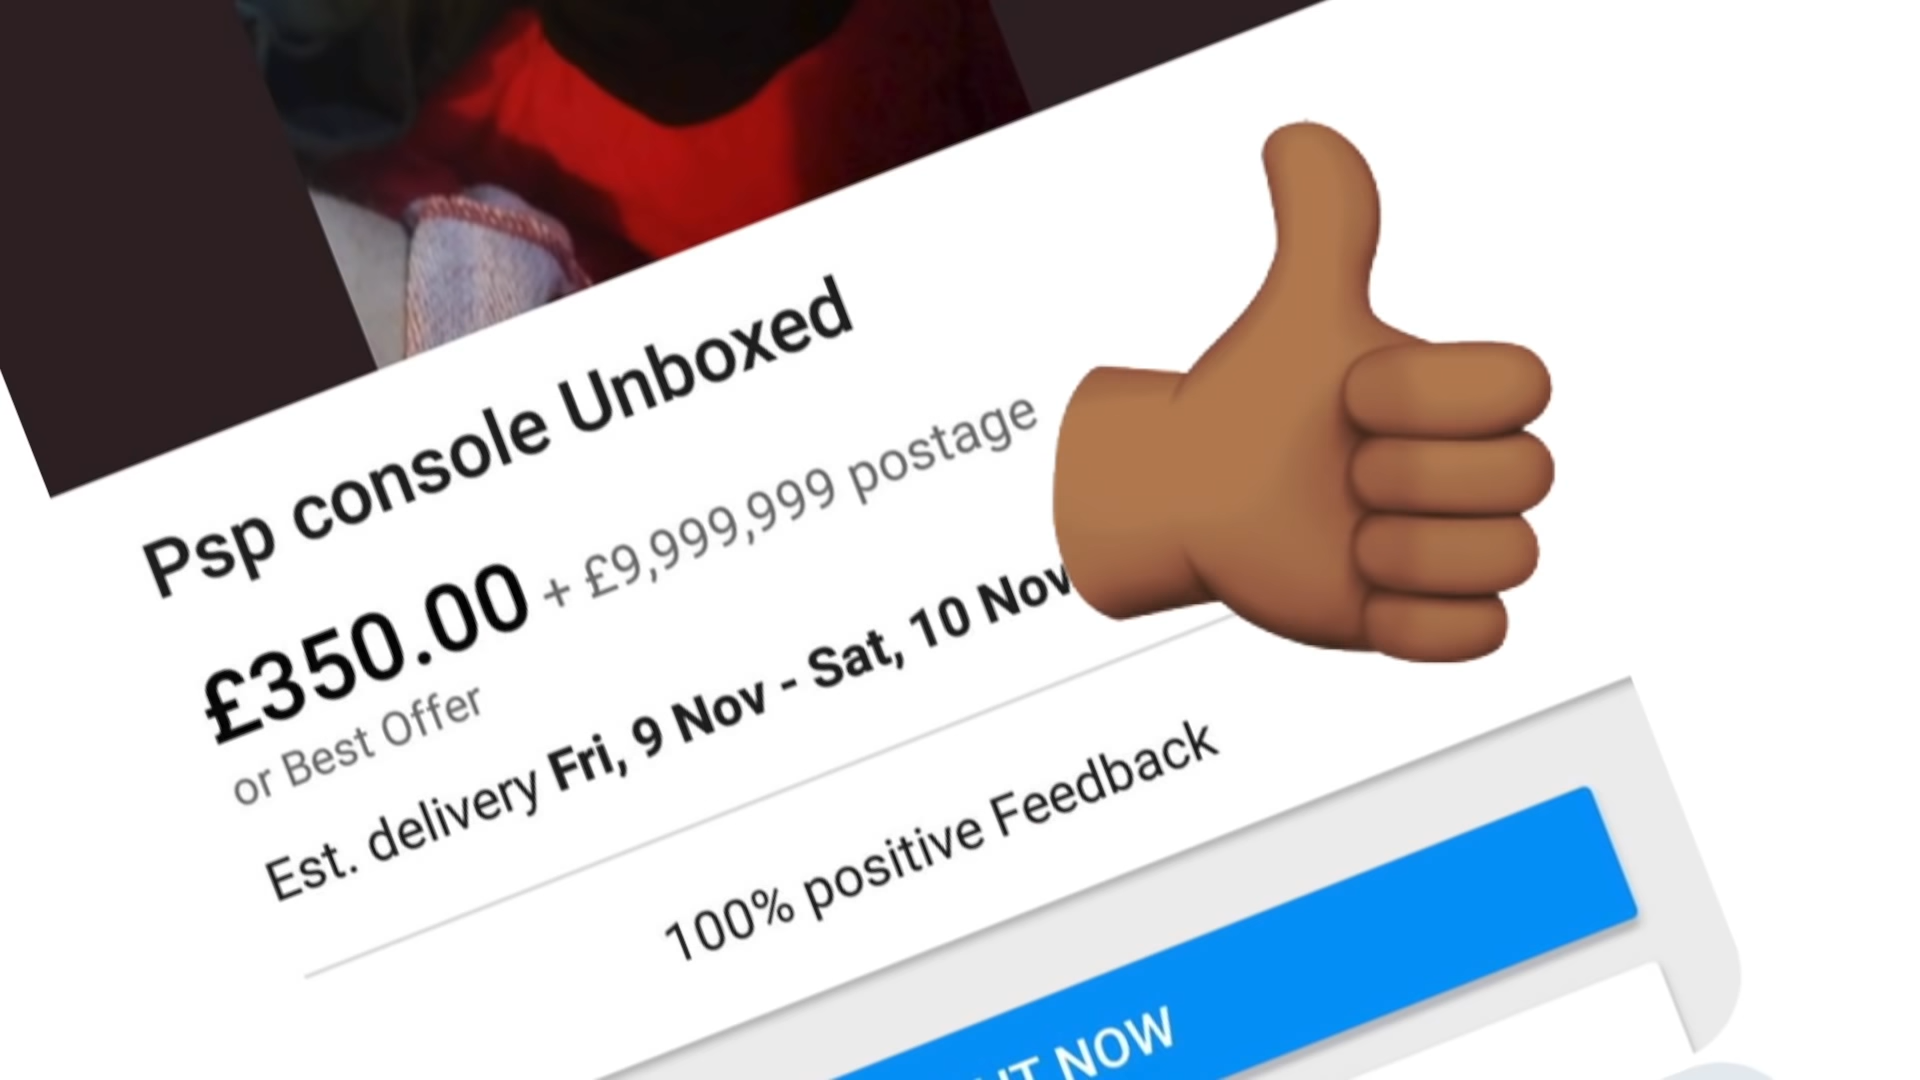 Psp console Unboxed
£350.00 + £9,999,999 postage
or Best Offer
Est. delivery Fri, 9 Nov - Sat, 10 Nov
100% positive Feedback
NOW